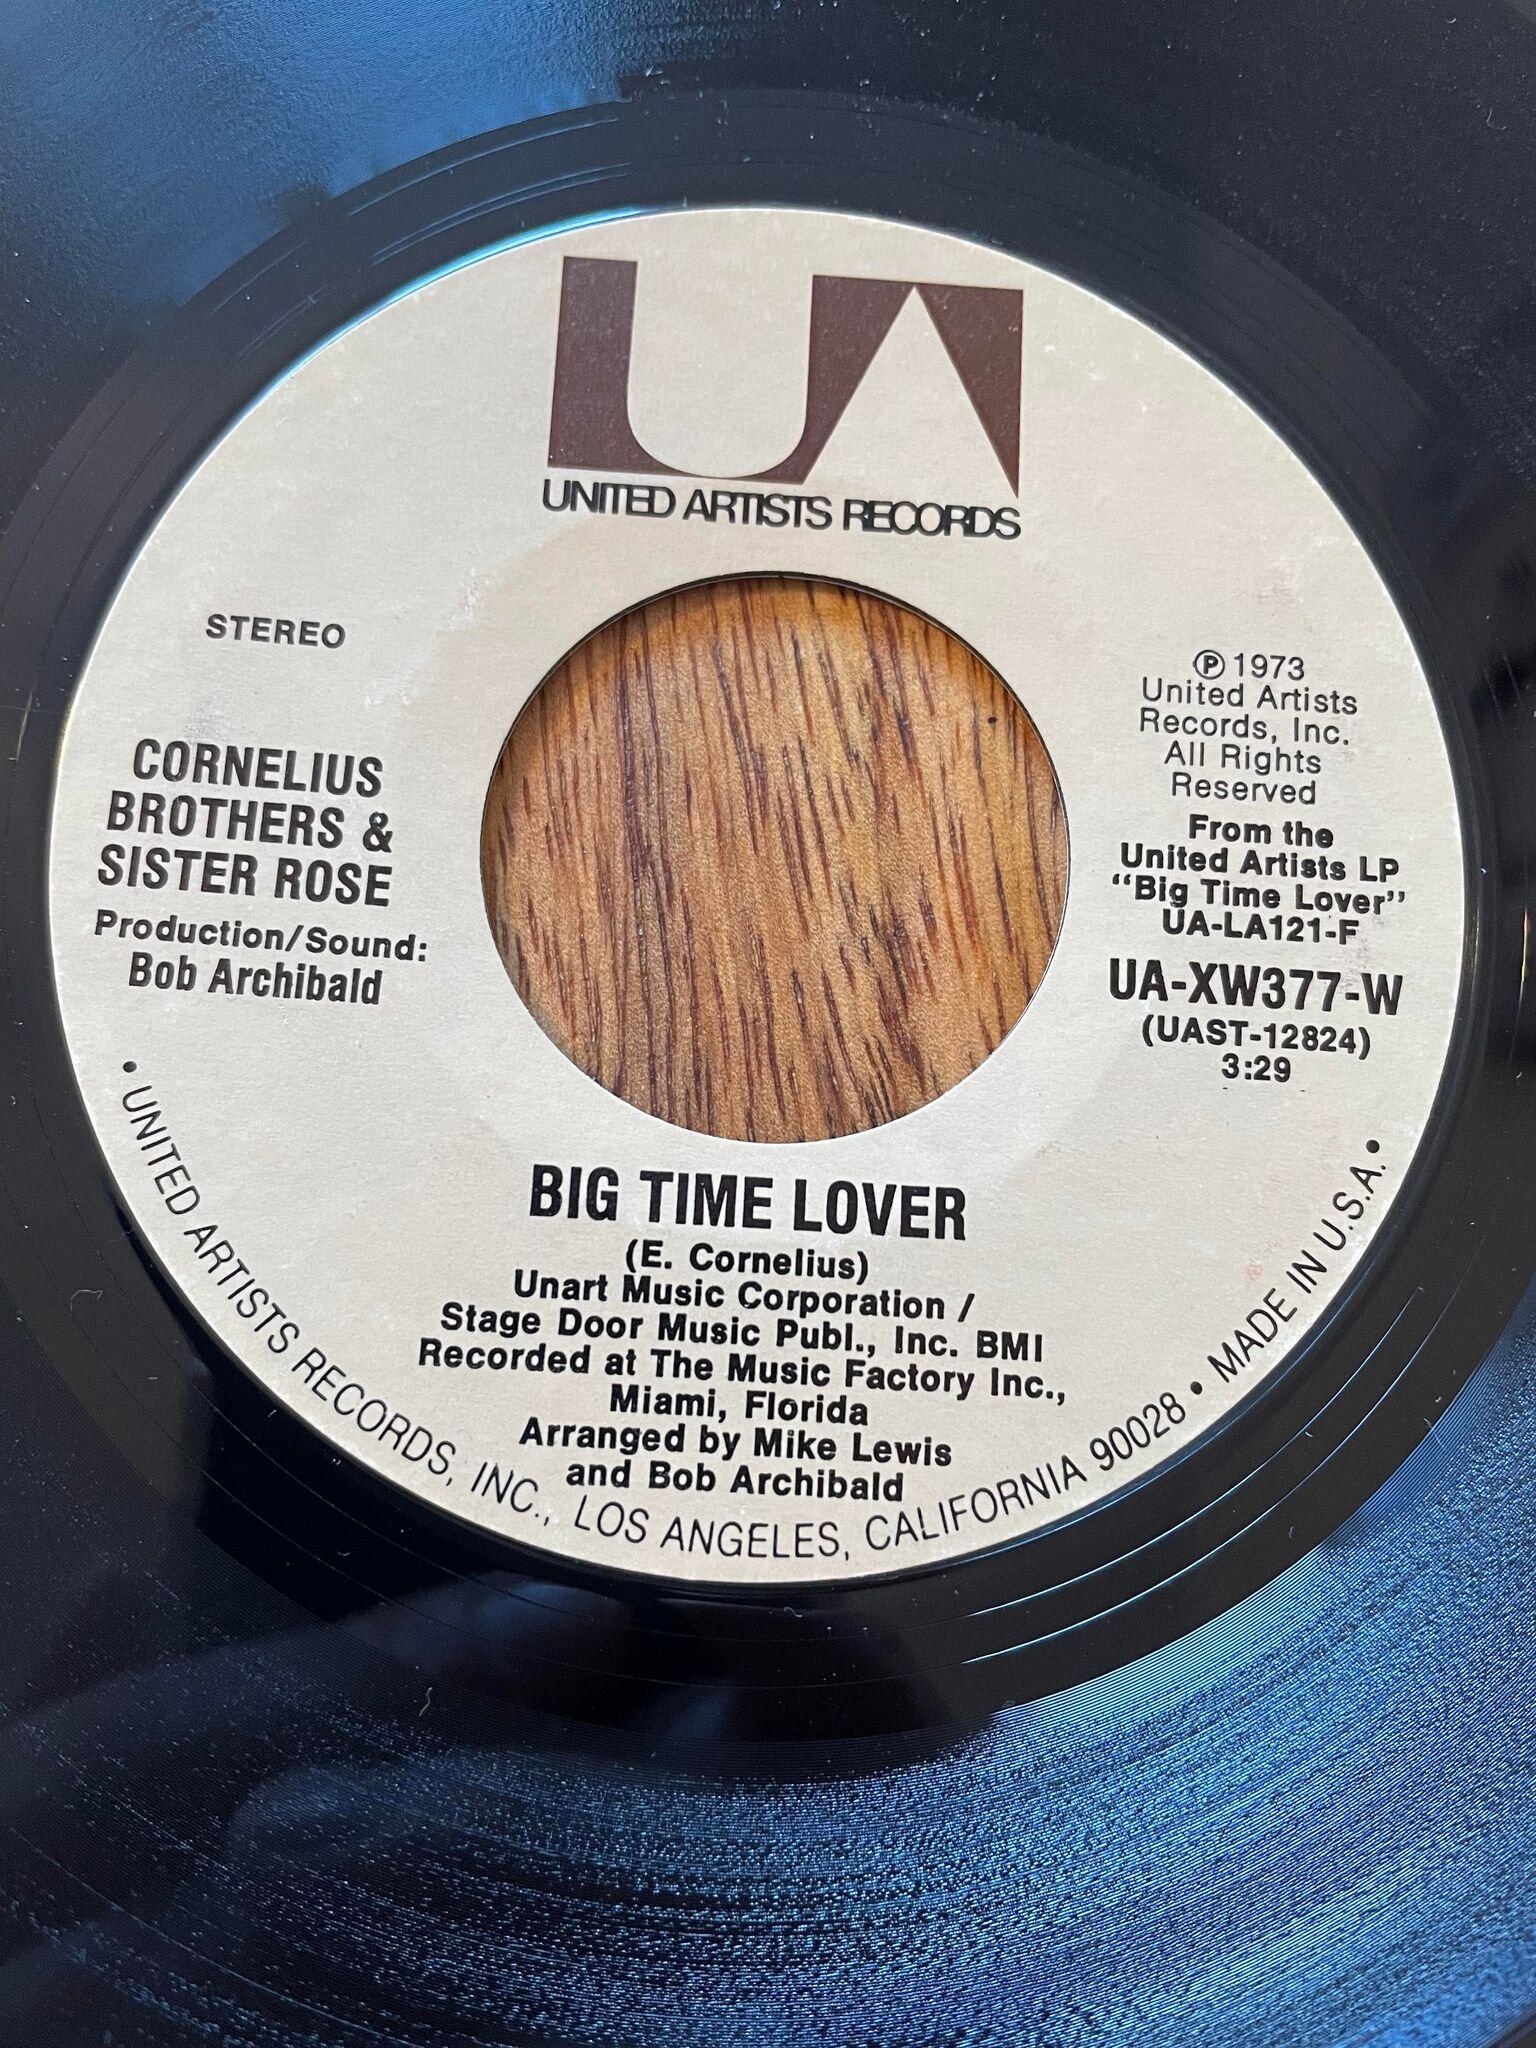 UA
UNITED ARTISTS RECORDS
STEREO
CORNELIUS
BROTHERS &
SISTER ROSE
Production/Sound:
Bob Archibald
℗ 1973
United Artists
Records, Inc.
All Rights
Reserved
From the
United Artists LP
"Big Time Lover"
UA-LA121-F
UA-XW377-W
(UAST-12824)
3:29
BIG TIME LOVER
(E. Cornelius)
Unart Music Corporation /
Stage Door Music Publ., Inc. BMI
Recorded at The Music Factory Inc.,
Miami, Florida
Arranged by Mike Lewis
and Bob Archibald
• UNITED ARTISTS RECORDS, INC., LOS ANGELES, CALIFORNIA 90028 • MADE IN U.S.A. •